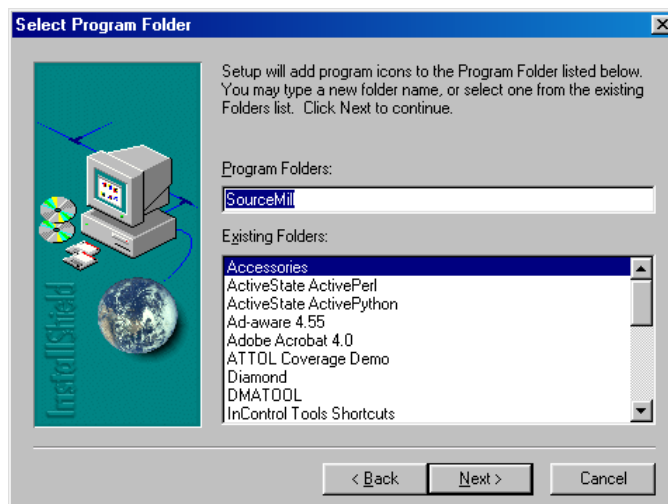 Select Program Folder
Setup will add program icons to the Program Folder listed below.
You may type a new folder name, or select one from the existing
Folders list. Click Next to continue.
Program Folders:
SourceMill
Existing Folders:
Accessories
ActiveState ActivePerl
ActiveState ActivePython
Ad-aware 4.55
Adobe Acrobat 4.0
ATTOL Coverage Demo
Diamond
DMATOOL
InControl Tools Shortcuts
InstallShield
< Back
Next >
Cancel